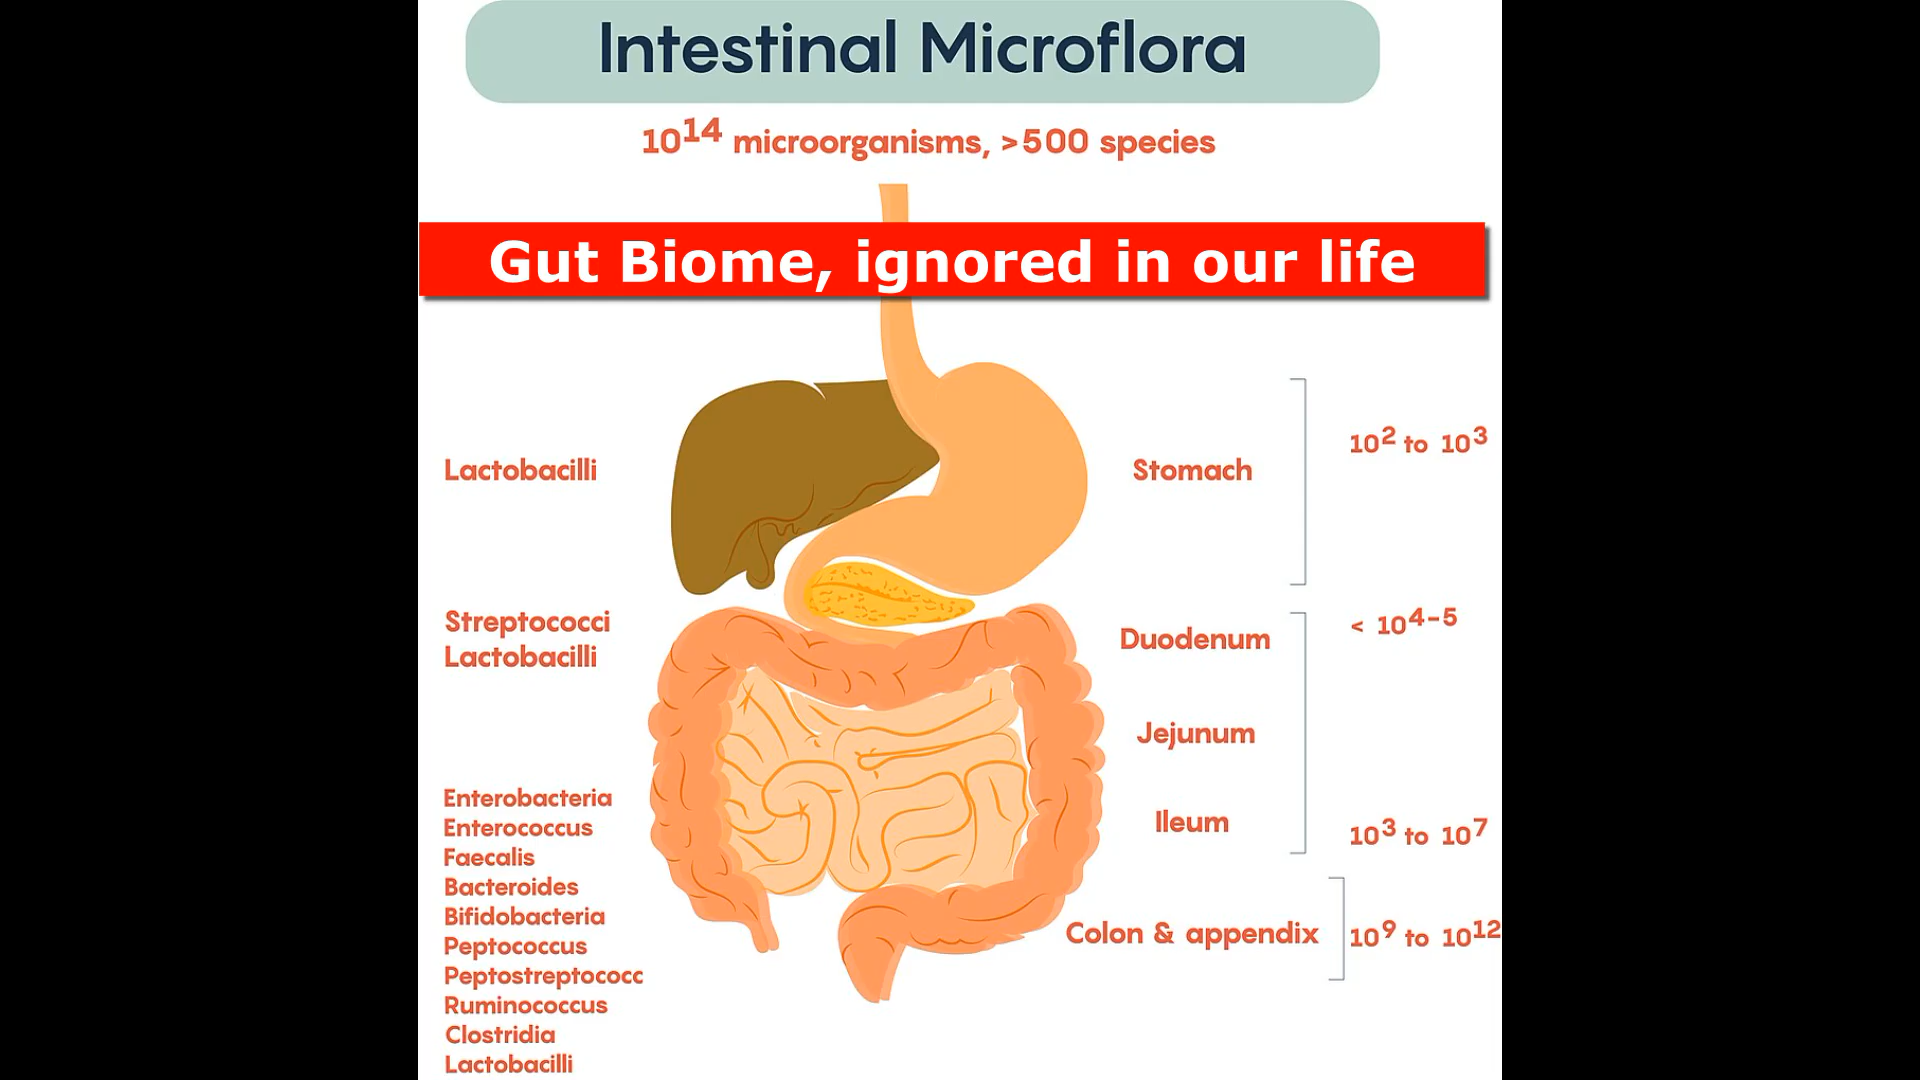 Intestinal Microflora
10¹⁴ microorganisms, >500 species
Gut Biome, ignored in our life
Lactobacilli
Stomach
10² to 10³
Streptococci
Lactobacilli
Duodenum
< 10⁴⁻⁵
Jejunum
Ileum
10³ to 10⁷
Enterobacteria
Enterococcus
Faecalis
Bacteroides
Bifidobacteria
Peptococcus
Peptostreptococc
Ruminococcus
Clostridia
Lactobacilli
Colon & appendix
10⁹ to 10¹²